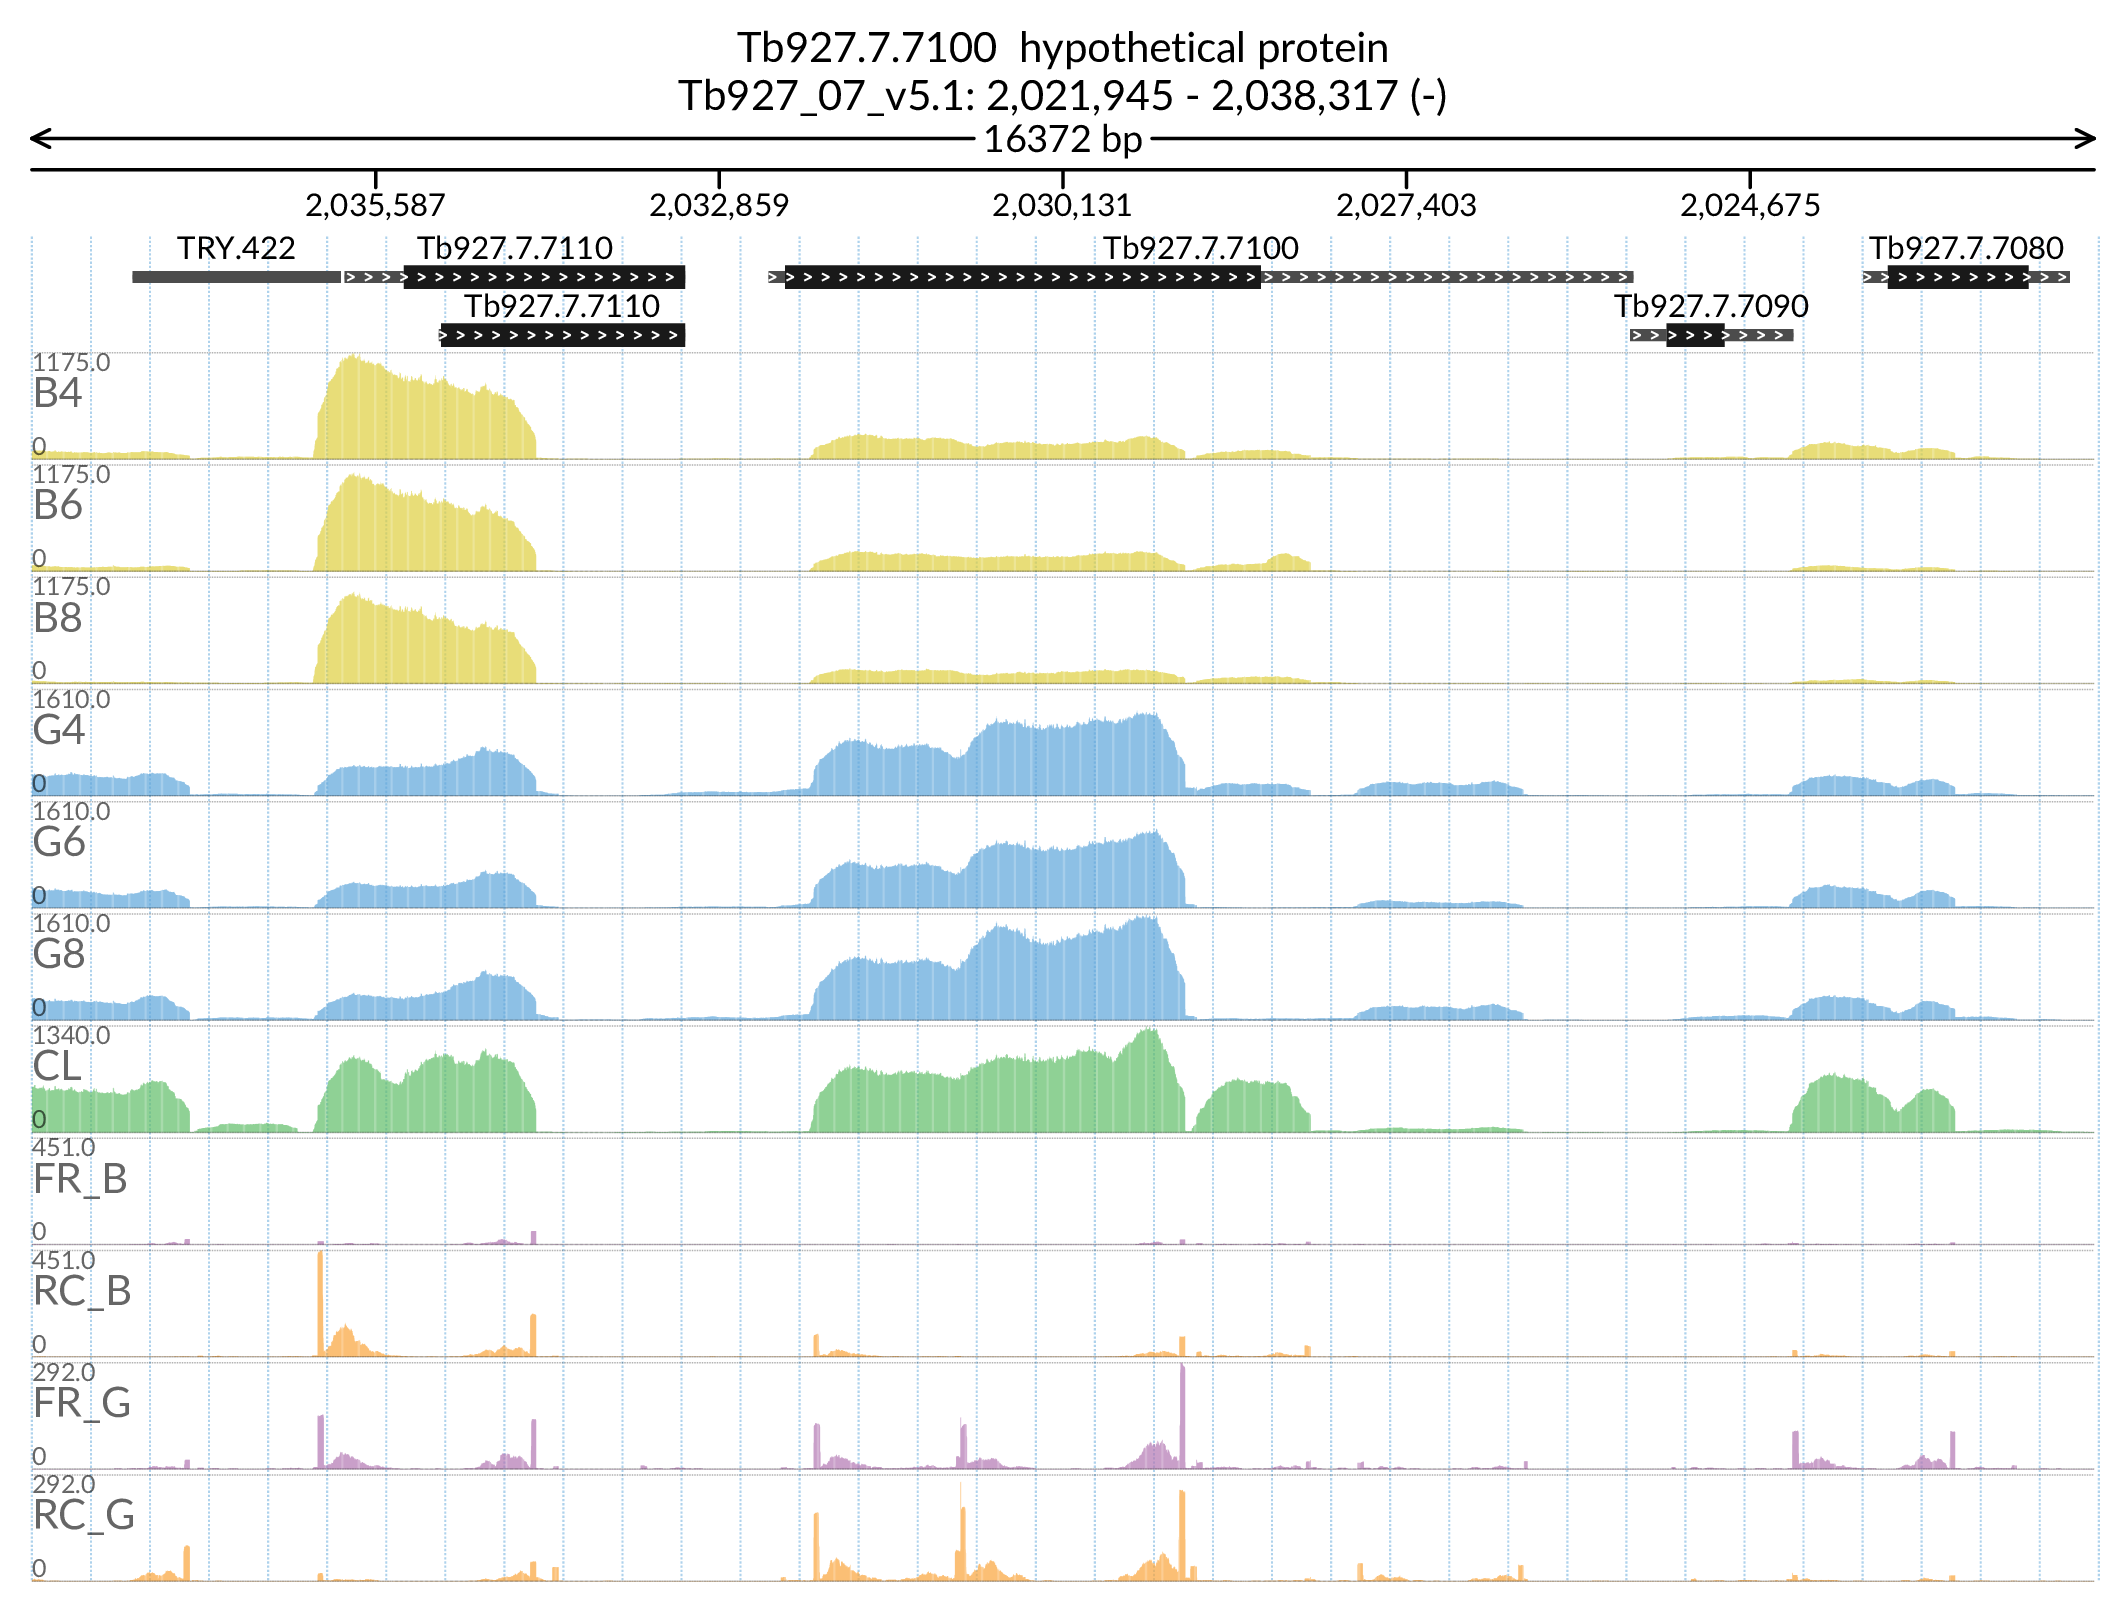 Tb927.7.7100  hypothetical protein
Tb927_07_v5.1: 2,021,945 - 2,038,317 (-)
16372 bp
2,035,587 2,032,859 2,030,131 2,027,403 2,024,675
TRY.422 Tb927.7.7110 Tb927.7.7100 Tb927.7.7080
Tb927.7.7110 Tb927.7.7090
1175.0
B4
0
1175.0
B6
0
1175.0
B8
0
1610.0
G4
0
1610.0
G6
0
1610.0
G8
0
1340.0
CL
0
451.0
FR_B
0
451.0
RC_B
0
292.0
FR_G
0
292.0
RC_G
0